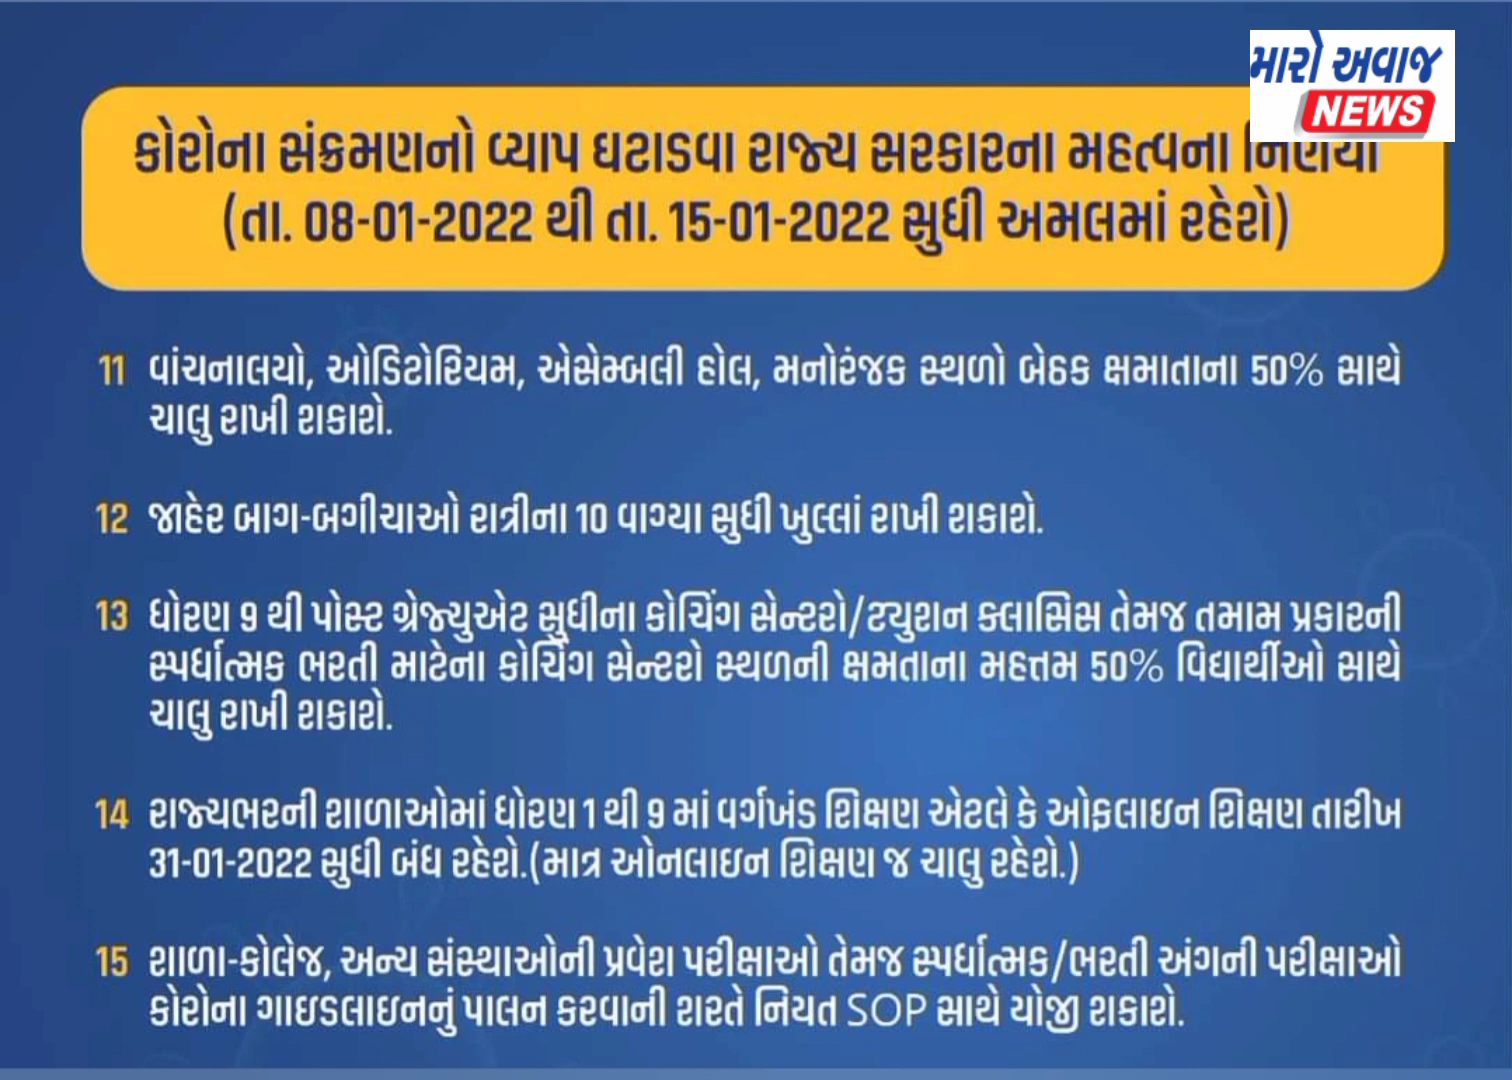 મારો અવાજ
NEWS
કોરોના સંક્રમણનો વ્યાપ ઘટાડવા રાજ્ય સરકારના મહત્વના
(તા. 08-01-2022 થી તા. 15-01-2022 સુધી અમલમાં રહેશે)
11 વાંચનાલયો, ઓડિટોરિયમ, એસેમ્બલી હોલ, મનોરંજક સ્થળો બેઠક ક્ષમાતાના 50% સાથે
ચાલુ રાખી શકાશે.
12 જાહેર બાગ-બગીચાઓ રાત્રીના 10 વાગ્યા સુધી ખુલ્લાં રાખી શકાશે.
13 ધોરણ 9 થી પોસ્ટ ગ્રેજ્યુએટ સુધીના કોચિંગ સેન્ટરો/ટ્યુશન ક્લાસિસ તેમજ તમામ પ્રકારની
સ્પર્ધાત્મક ભરતી માટેના કોચિંગ સેન્ટરો સ્થળની ક્ષમતાના મહત્તમ 50% વિદ્યાર્થીઓ સાથે
ચાલુ રાખી શકાશે.
14 રાજ્યભરની શાળાઓમાં ધોરણ 1 થી 9 માં વર્ગખંડ શિક્ષણ એટલે કે ઓફલાઇન શિક્ષણ તારીખ
31-01-2022 સુધી બંધ રહેશે.(માત્ર ઓનલાઇન શિક્ષણ જ ચાલુ રહેશે.)
15 શાળા-કોલેજ, અન્ય સંસ્થાઓની પ્રવેશ પરીક્ષાઓ તેમજ સ્પર્ધાત્મક/ભરતી અંગની પરીક્ષાઓ
કોરોના ગાઇડલાઇનનું પાલન કરવાની શરતે નિયત SOP સાથે યોજી શકાશે.